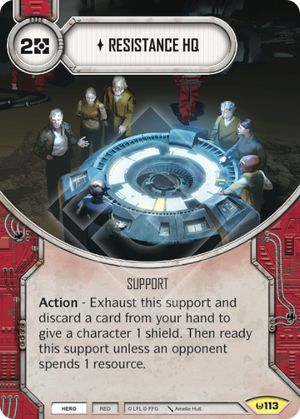 2
RESISTANCE HQ
SUPPORT
Action - Exhaust this support and
discard a card from your hand to
give a character 1 shield. Then ready
this support unless an opponent
spends 1 resource.
HERO RED © LFL © FFG Amelie Hutt 113